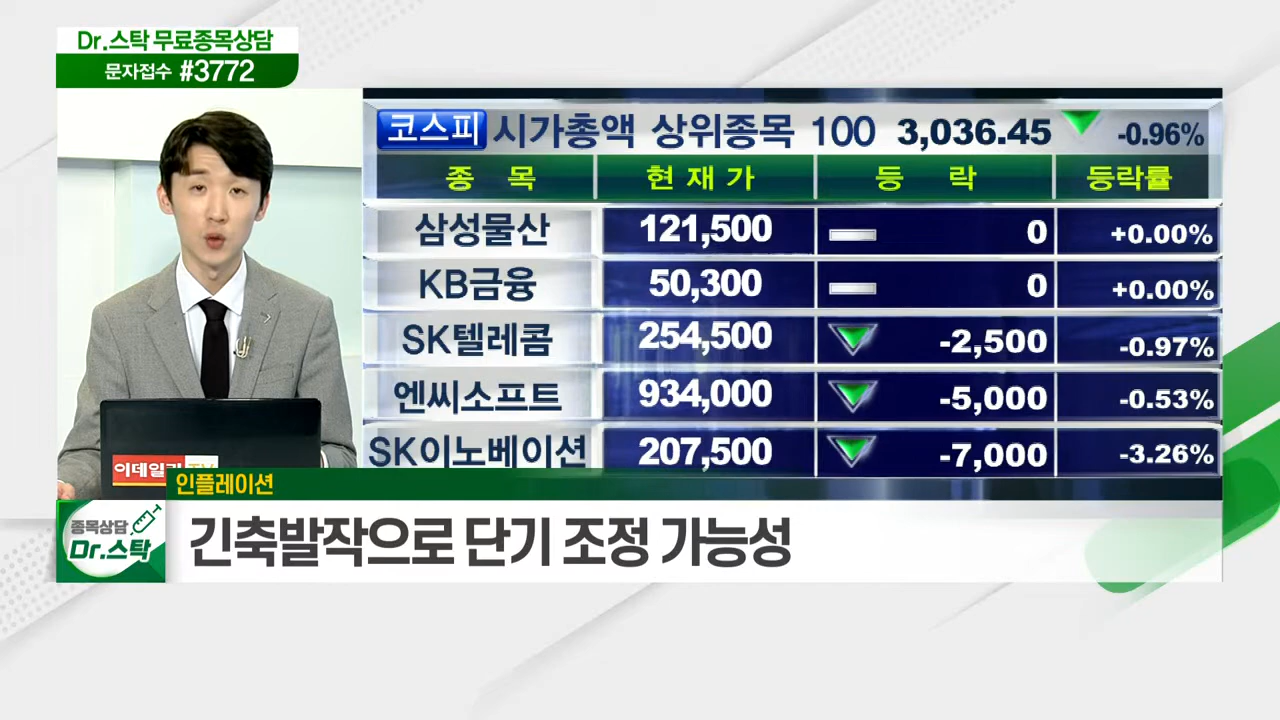 Dr.스탁 무료종목상담
문자접수 #3772
코스피 시가총액 상위종목 100 3,036.45 -0.96%
종 목 현 재 가 등 락 등락률
삼성물산 121,500 0 +0.00%
KB금융 50,300 0 +0.00%
SK텔레콤 254,500 -2,500 -0.97%
엔씨소프트 934,000 -5,000 -0.53%
SK이노베이션 207,500 -7,000 -3.26%
이데일리 TV
인플레이션
종목상담
Dr.스탁
긴축발작으로 단기 조정 가능성